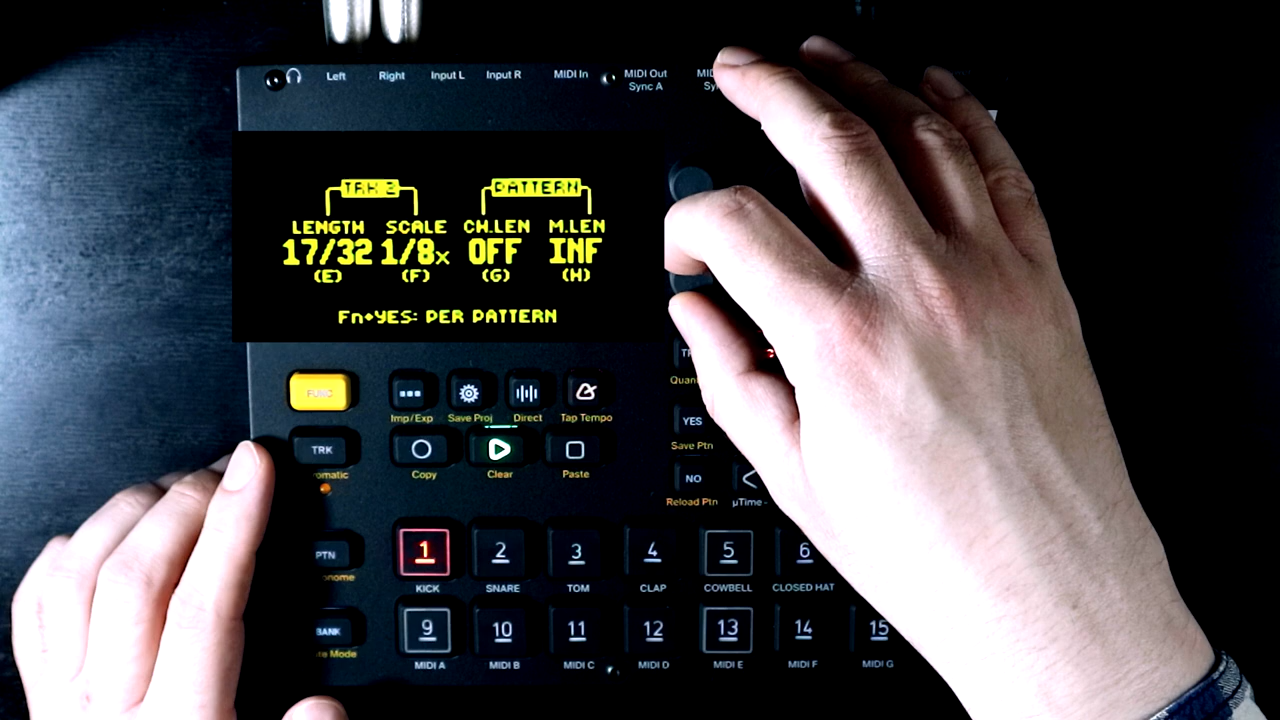 Left Right Input L Input R MIDI In MIDI Out
Sync A
TRK 2 PATTERN
LENGTH SCALE CH.LEN M.LEN
17/32 1/8x OFF INF
(E) (F) (G) (H)
Fn+YES: PER PATTERN
FUNC
Imp/Exp Save Proj Direct Tap Tempo
TRK
Copy Clear Paste
YES
Save Ptn
NO
Reload Ptn µTime-
1 2 3 4 5 6
KICK SNARE TOM CLAP COWBELL CLOSED HAT
PTN
BANK
9 10 11 12 13 14 15
MIDI A MIDI B MIDI C MIDI D MIDI E MIDI F MIDI G